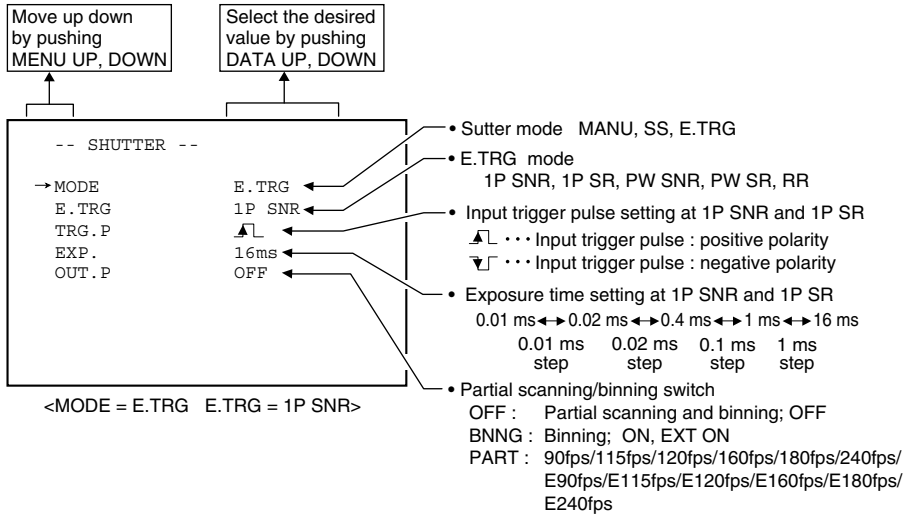 Move up down
by pushing
MENU UP, DOWN
Select the desired
value by pushing
DATA UP, DOWN
-- SHUTTER --
→MODE E.TRG
E.TRG 1P SNR
TRG.P
EXP. 16ms
OUT.P OFF
<MODE = E.TRG E.TRG = 1P SNR>
• Sutter mode MANU, SS, E.TRG
• E.TRG mode
1P SNR, 1P SR, PW SNR, PW SR, RR
• Input trigger pulse setting at 1P SNR and 1P SR
··· Input trigger pulse : positive polarity
··· Input trigger pulse : negative polarity
• Exposure time setting at 1P SNR and 1P SR
0.01 ms↔0.02 ms↔0.4 ms↔1 ms↔16 ms
0.01 ms 0.02 ms 0.1 ms 1 ms
step step step step
• Partial scanning/binning switch
OFF : Partial scanning and binning; OFF
BNNG : Binning; ON, EXT ON
PART : 90fps/115fps/120fps/160fps/180fps/240fps/
E90fps/E115fps/E120fps/E160fps/E180fps/
E240fps